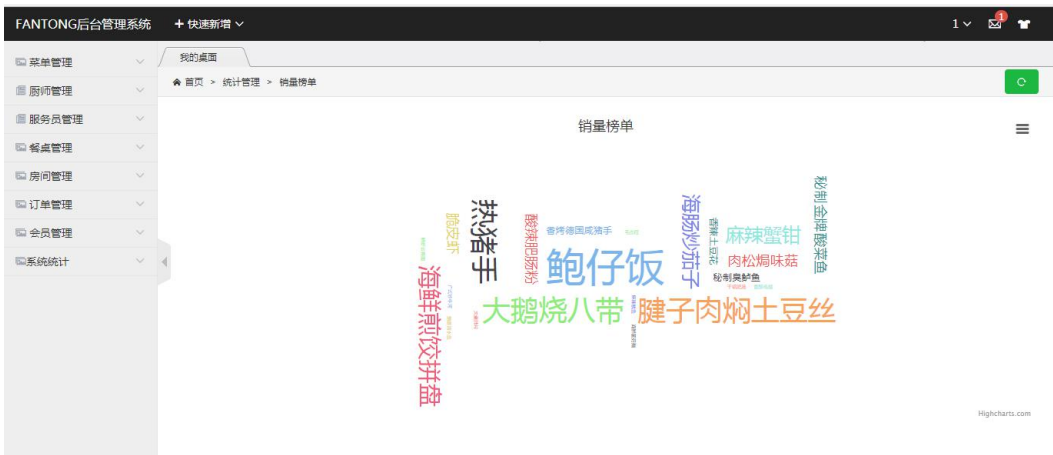 FANTONG后台管理系统
快速新增
1
1
菜单管理
厨师管理
服务员管理
餐桌管理
房间管理
订单管理
会员管理
系统统计
我的桌面
首页 > 统计管理 > 销量榜单
销量榜单
秘制金牌酸菜鱼
海肠炒茄子
热猪手
脆皮虾
酸辣肥肠粉
香烤德国咸猪手
香辣土豆花
麻辣蟹钳
鲍仔饭
肉松焗味菇
秘制臭鲈鱼
海鲜煎饺拼盘
大鹅烧八带
腱子肉焖土豆丝
Highcharts.com